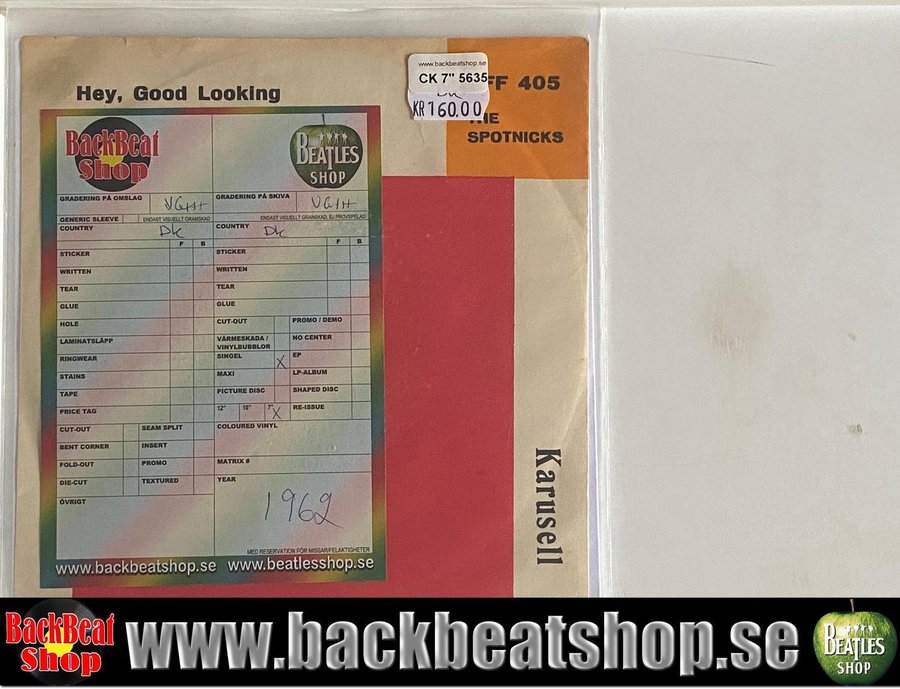 www.backbeatshop.se
CK 7" 5635
DK
KR 160.00
FF 405
THE
SPOTNICKS
Hey, Good Looking
BackBeat
Shop
BEATLES
SHOP
GRADERING PÅ OMSLAG VG++
GRADERING PÅ SKIVA VG++
GENERIC SLEEVE
ENDAST VISUELLT GRANSKAD
ENDAST VISUELLT GRANSKAD, EJ PROVSPELAD
COUNTRY Dk
COUNTRY Dk
F B
F B
STICKER
STICKER
WRITTEN
WRITTEN
TEAR
TEAR
GLUE
GLUE
HOLE
CUT-OUT
PROMO / DEMO
LAMINATSLÄPP
VÄRMESKADA /
VINYLBUBBLOR
NO CENTER
RINGWEAR
SINGEL X
EP
STAINS
MAXI
LP-ALBUM
TAPE
PICTURE DISC
SHAPED DISC
PRICE TAG
12" 10" 7" X
RE-ISSUE
CUT-OUT
SEAM SPLIT
COLOURED VINYL
BENT CORNER
INSERT
FOLD-OUT
PROMO
MATRIX #
DIE-CUT
TEXTURED
YEAR
ÖVRIGT
1962
MED RESERVATION FÖR MISSAR/FELAKTIGHETER
www.backbeatshop.se www.beatlesshop.se
Karusell
BackBeat
Shop
www.backbeatshop.se
BEATLES
SHOP